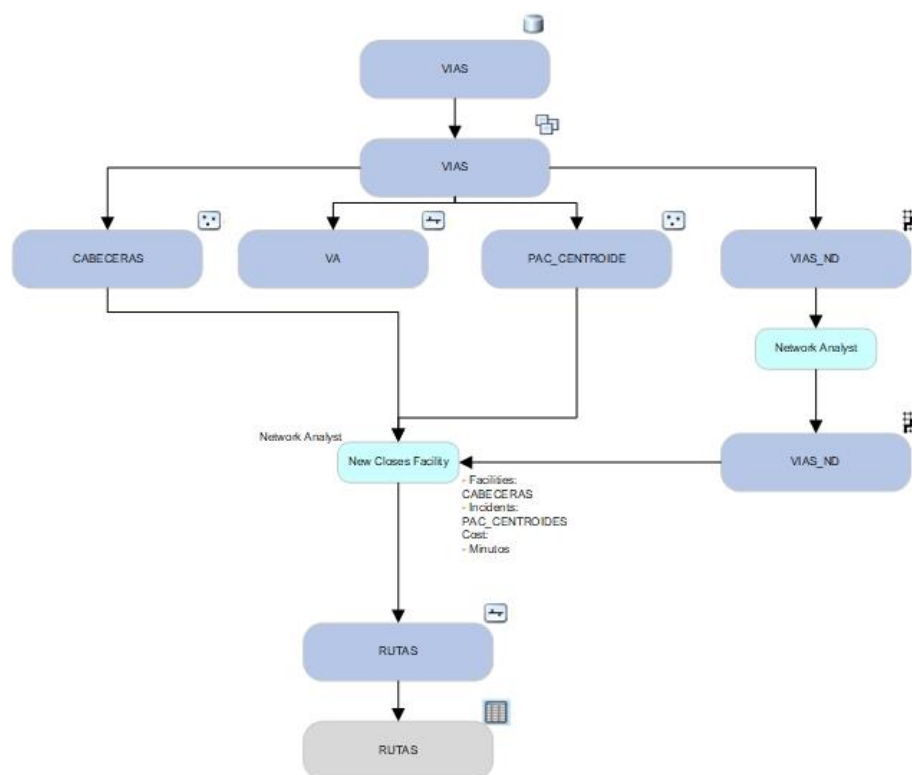 VIAS
VIAS
CABECERAS
VA
PAC_CENTROIDE
VIAS_ND
Network Analyst
VIAS_ND
Network Analyst
New Closes Facility
- Facilities:
CABECERAS
- Incidents:
PAC_CENTROIDES
Cost:
- Minutos
RUTAS
RUTAS